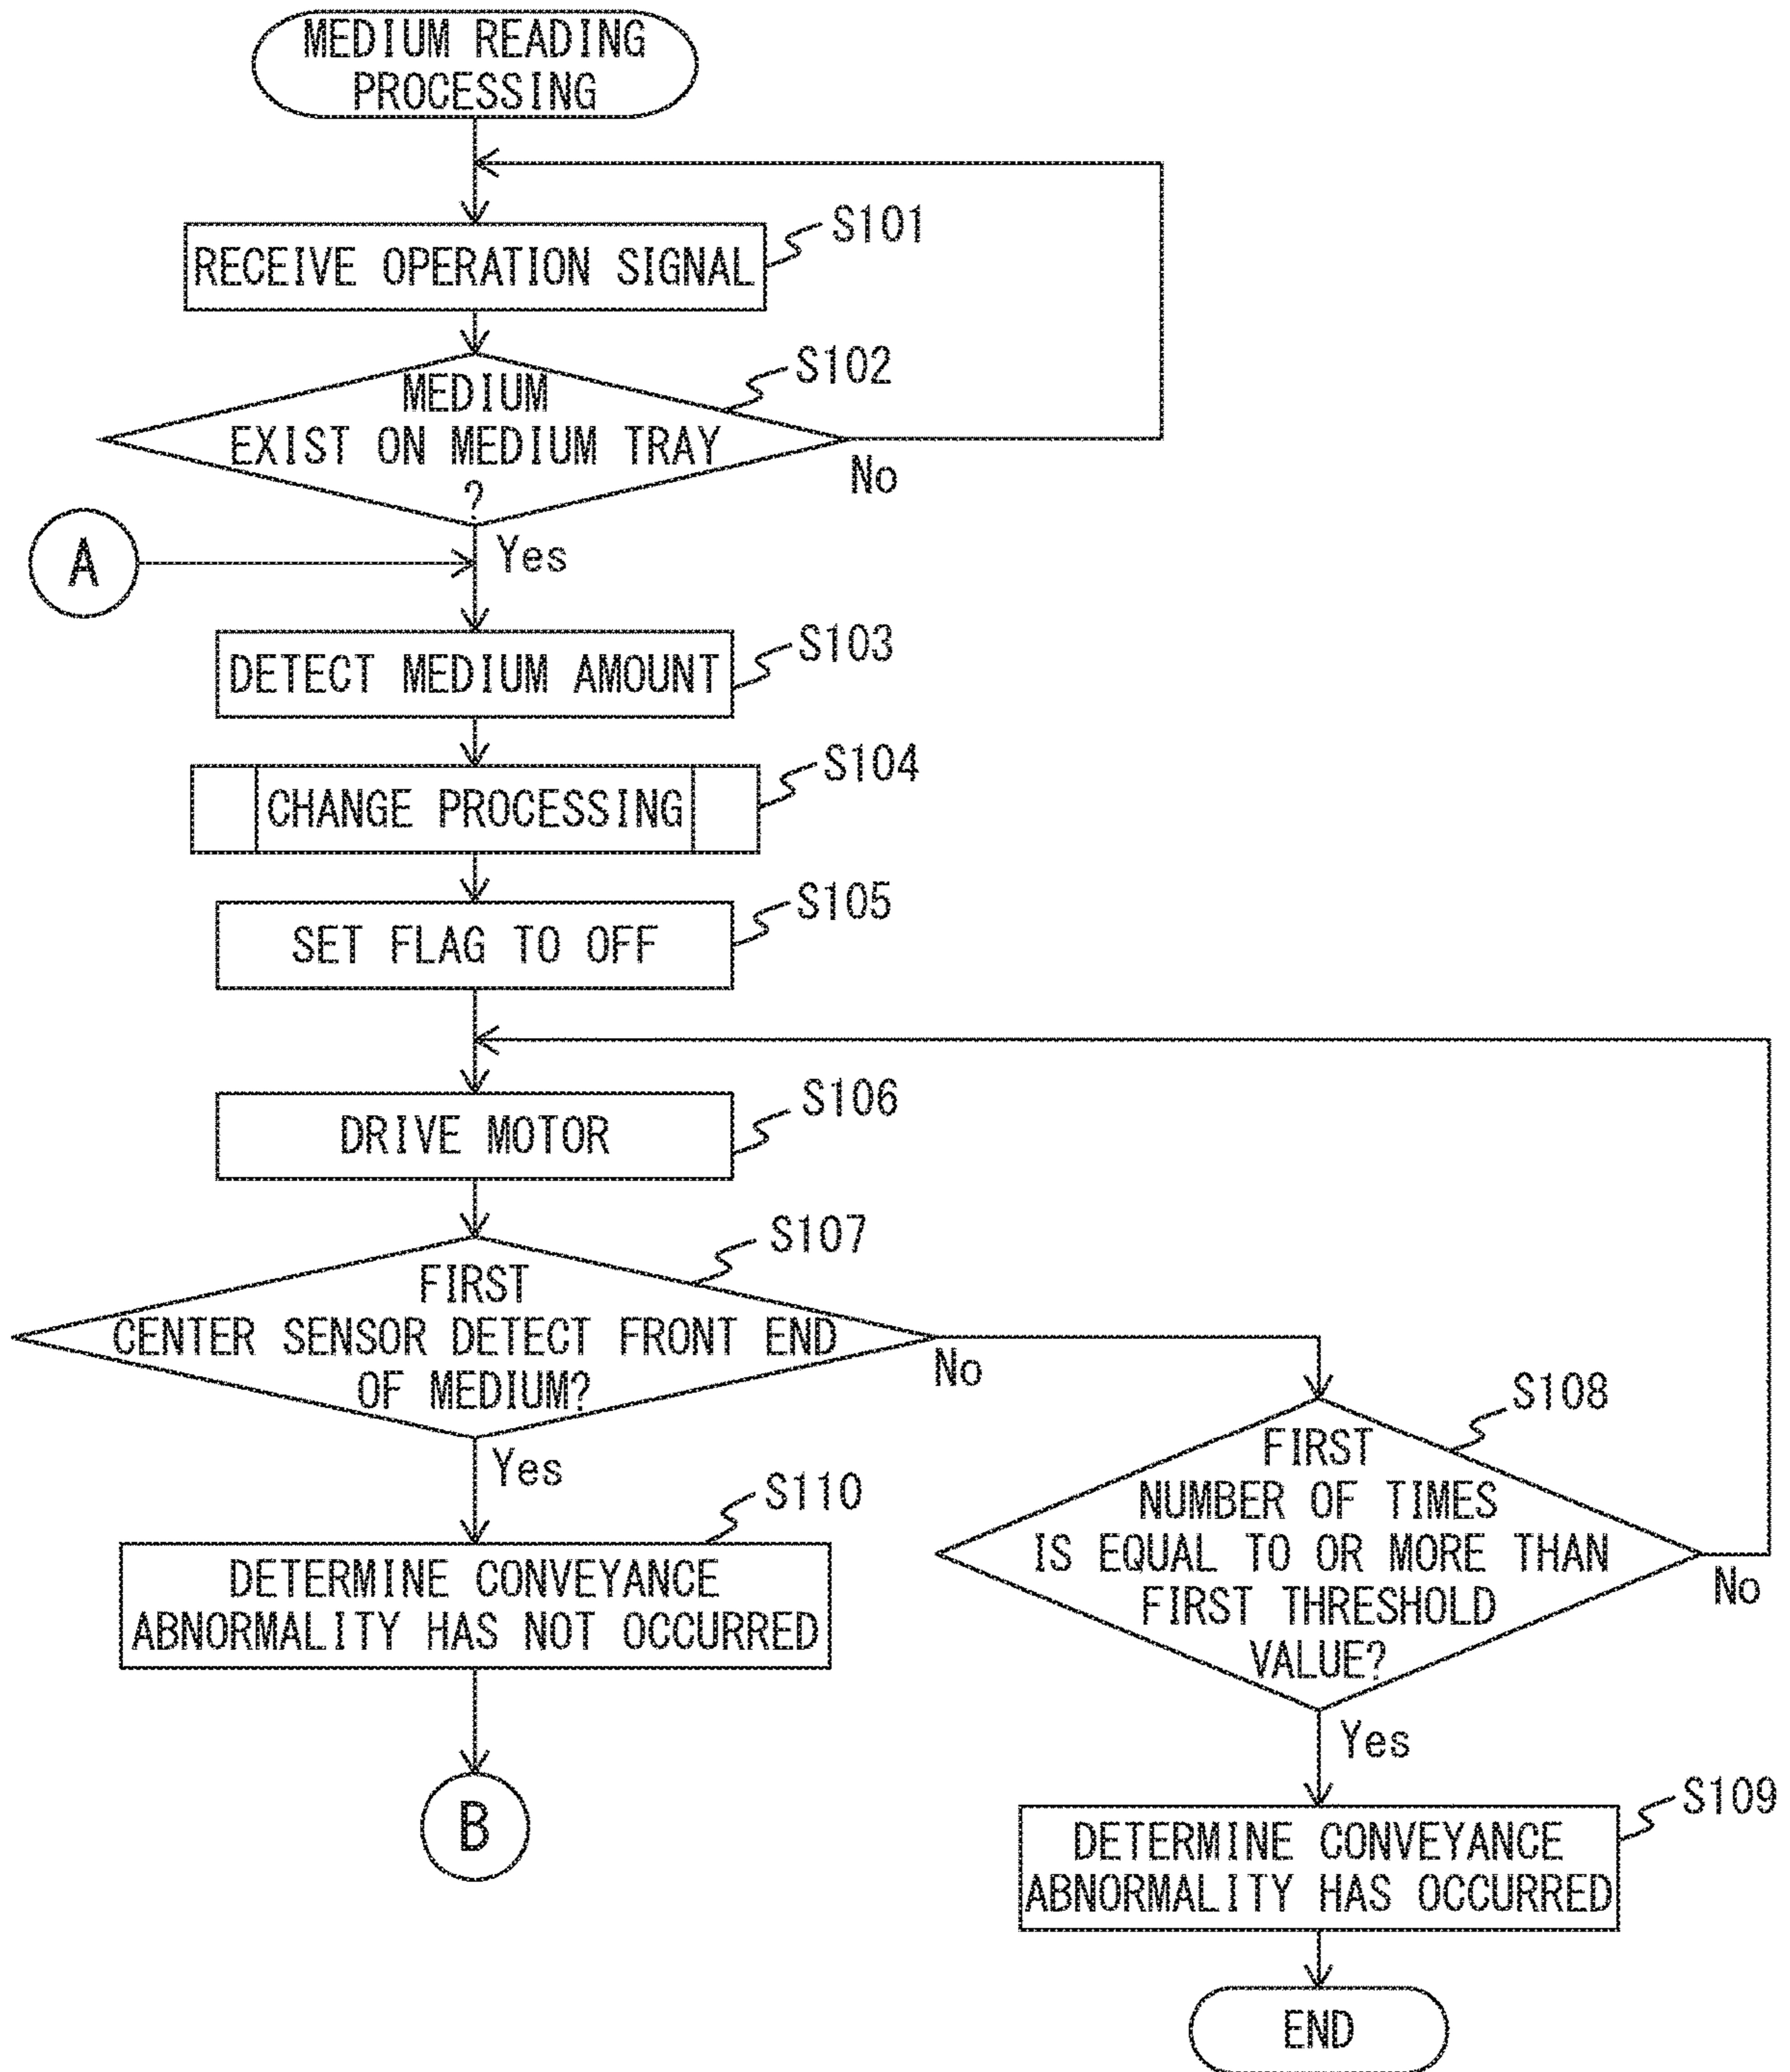 MEDIUM READING
PROCESSING
S101
RECEIVE OPERATION SIGNAL
S102
MEDIUM
EXIST ON MEDIUM TRAY
?
No
A
Yes
S103
DETECT MEDIUM AMOUNT
S104
CHANGE PROCESSING
S105
SET FLAG TO OFF
S106
DRIVE MOTOR
S107
FIRST
CENTER SENSOR DETECT FRONT END
OF MEDIUM?
No
Yes
S108
FIRST
NUMBER OF TIMES
IS EQUAL TO OR MORE THAN
FIRST THRESHOLD
VALUE?
No
Yes
S110
DETERMINE CONVEYANCE
ABNORMALITY HAS NOT OCCURRED
B
S109
DETERMINE CONVEYANCE
ABNORMALITY HAS OCCURRED
END